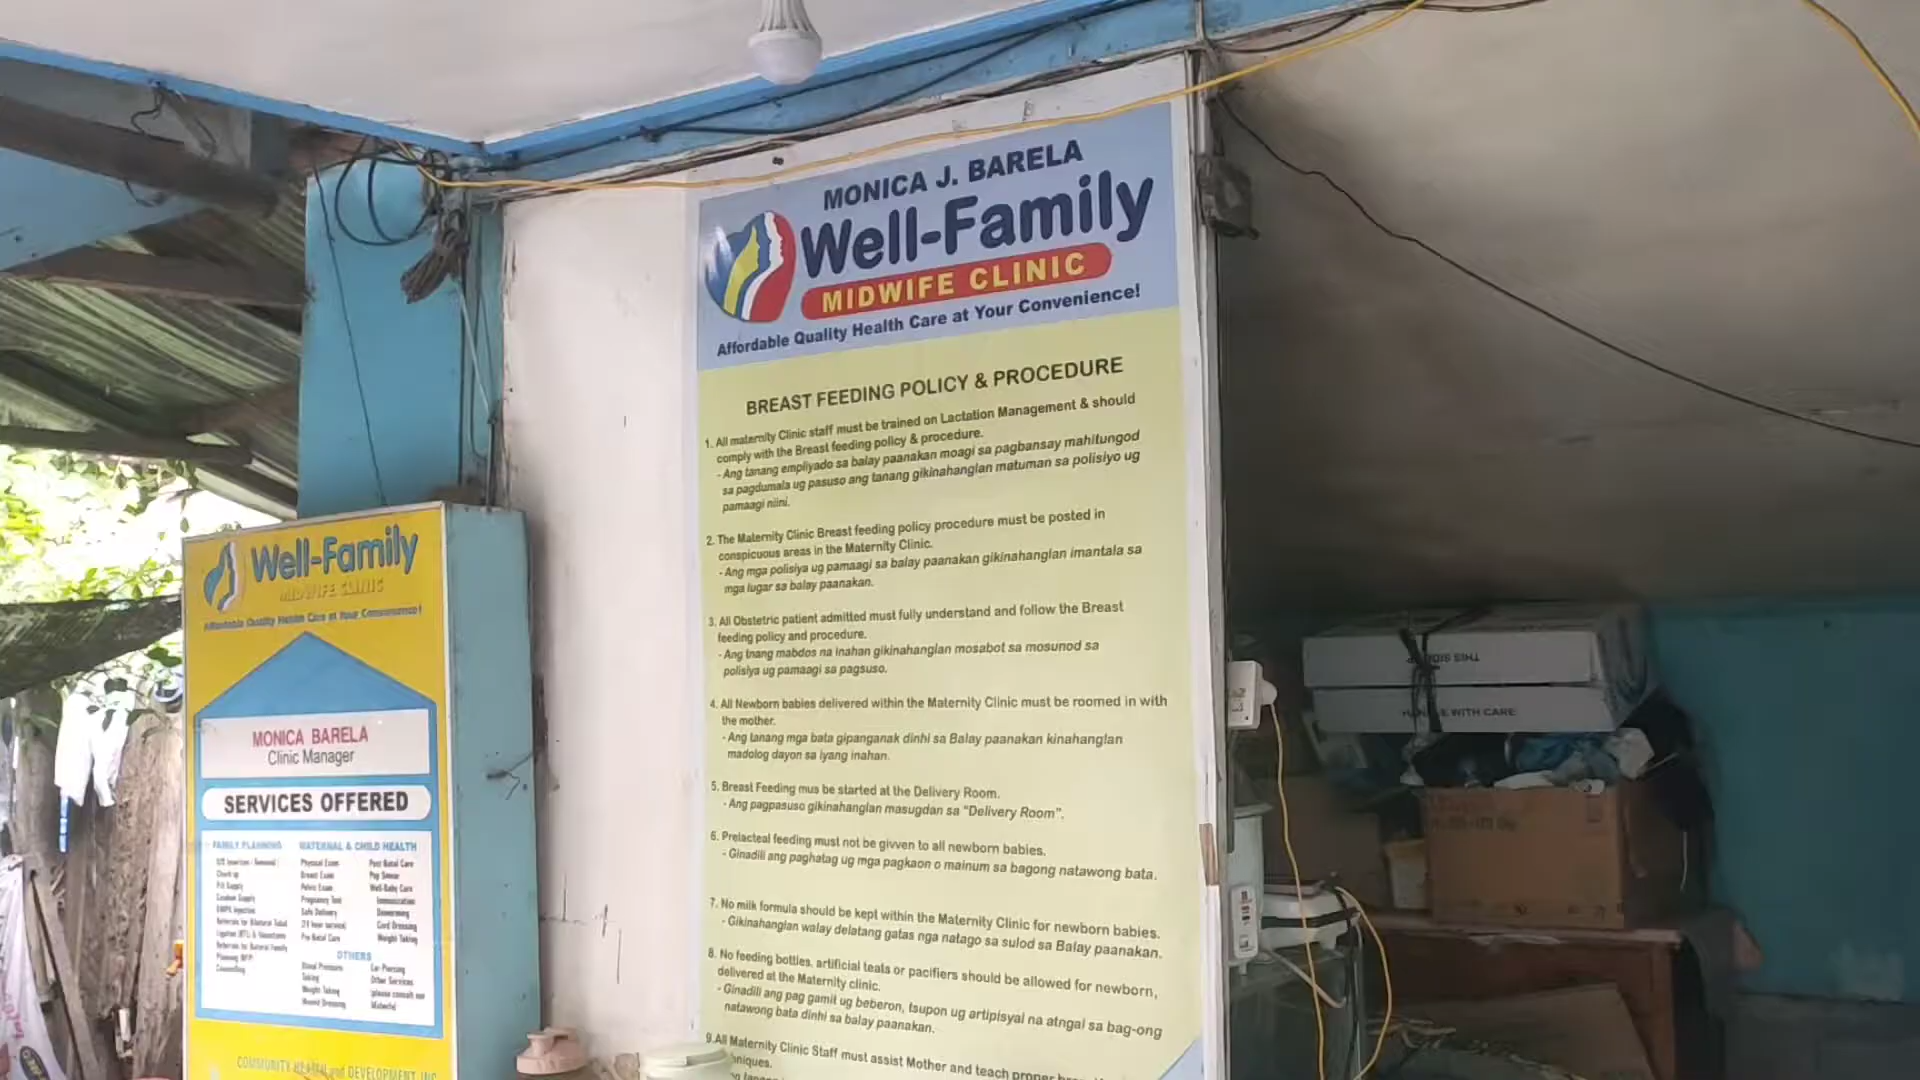 MONICA J. BARELA
Well-Family
MIDWIFE CLINIC
Affordable Quality Health Care at Your Convenience!
BREAST FEEDING POLICY & PROCEDURE
1. All maternity Clinic staff must be trained on Lactation Management & should
comply with the Breast feeding policy & procedure.
- Ang tanang empliyado sa balay paanakan moagi sa pagbansay mahitungod
sa pagdumala ug pasuso ang tanang gikinahanglan matuman sa polisiyo ug
pamaagi niini.
2. The Maternity Clinic Breast feeding policy procedure must be posted in
conspicuous areas in the Maternity Clinic.
- Ang mga polisiya ug pamaagi sa balay paanakan gikinahanglan imantala sa
mga lugar sa balay paanakan.
3. All Obstetric patient admitted must fully understand and follow the Breast
feeding policy and procedure.
- Ang tnang mabdos na inahan gikinahanglan mosabot sa mosunod sa
polisiya ug pamaagi sa pagsuso.
4. All Newborn babies delivered within the Maternity Clinic must be roomed in with
the mother.
- Ang tanang mga bata gipanganak dinhi sa Balay paanakan kinahanglan
madolog dayon sa iyang inahan.
5. Breast Feeding mus be started at the Delivery Room.
- Ang pagpasuso gikinahanglan masugdan sa "Delivery Room".
6. Prelacteal feeding must not be givven to all newborn babies.
- Ginadili ang paghatag ug mga pagkaon o mainum sa bagong natawong bata.
7. No milk formula should be kept within the Maternity Clinic for newborn babies.
- Gikinahanglan walay delatang gatas nga natago sa sulod sa Balay paanakan.
8. No feeding bottles, artificial teats or pacifiers should be allowed for newborn,
delivered at the Maternity clinic.
- Ginadili ang pag gamit ug beberon, tsupon ug artipisyal na atngal sa bag-ong
natawong bata dinhi sa balay paanakan.
9.All Maternity Clinic Staff must assist Mother and teach proper
Well-Family
MIDWIFE CLINIC
Affordable Quality Health Care at Your Convenience!
MONICA BARELA
Clinic Manager
SERVICES OFFERED
FAMILY PLANNING
Check up
Pill Supply
Condom Supply
DMPA Injection
Counselling
MATERNAL & CHILD HEALTH
Physical Exam
Breast Exam
Pelvic Exam
Pregnancy Test
Safe Delivery
(24 hour service)
Pre Natal Care
Post Natal Care
Pap Smear
Well-Baby Care
Immunization
Deworming
Cord Dressing
Weight Taking
OTHERS
Blood Pressure
Taking
Weight Taking
Wound Dressing
Ear Piercing
Other Services
(please consult our
Midwife)
COMMUNITY HEALTH and DEVELOPMENT, INC
THIS SIDE
WITH CARE